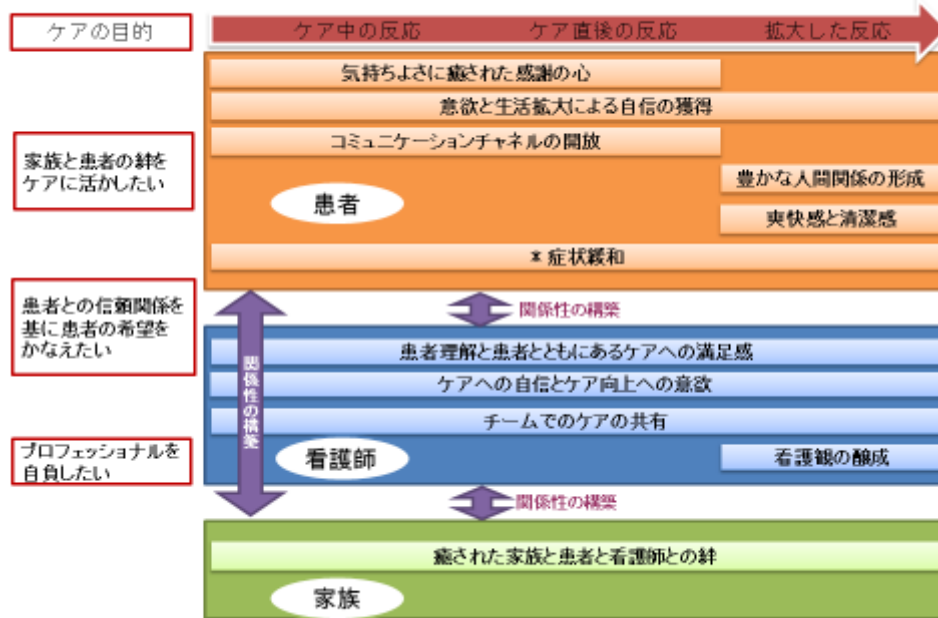 ケアの目的
ケア中の反応
ケア直後の反応
拡大した反応
気持ちよさに癒された感謝の心
意欲と生活拡大による自信の獲得
コミュニケーションチャネルの開放
家族と患者の絆を
ケアに活かしたい
豊かな人間関係の形成
患者
爽快感と清潔感
*症状緩和
患者との信頼関係を
基に患者の希望を
かなえたい
関係性の構築
患者理解と患者とともにあるケアへの満足感
ケアへの自信とケア向上への意欲
関係性の構築
チームでのケアの共有
プロフェッショナルを
自負したい
看護師
看護観の醸成
関係性の構築
癒された家族と患者と看護師との絆
家族